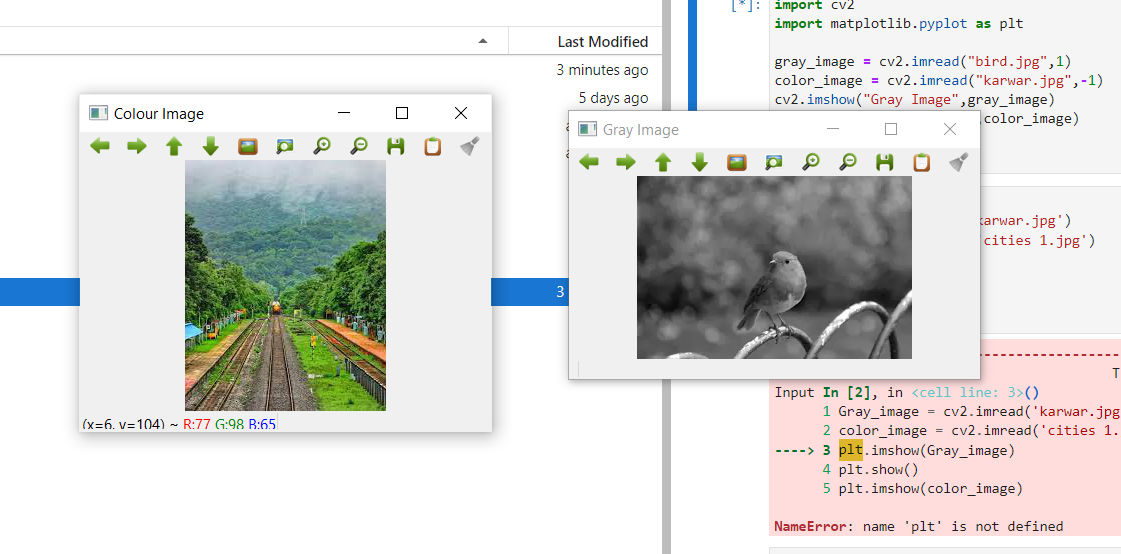 Last Modified
3 minutes ago
5 days ago
3
Colour Image
(x=6, y=104) ~ R:77 G:98 B:65
Gray Image
[*]:
import cv2
import matplotlib.pyplot as plt
gray_image = cv2.imread("bird.jpg",1)
color_image = cv2.imread("karwar.jpg",-1)
cv2.imshow("Gray Image",gray_image)
,color_image)
karwar.jpg')
cities 1.jpg')
T
Input In [2], in <cell line: 3>()
1 Gray_image = cv2.imread('karwar.jpg
2 color_image = cv2.imread('cities 1.
----> 3 plt.imshow(Gray_image)
4 plt.show()
5 plt.imshow(color_image)
NameError: name 'plt' is not defined